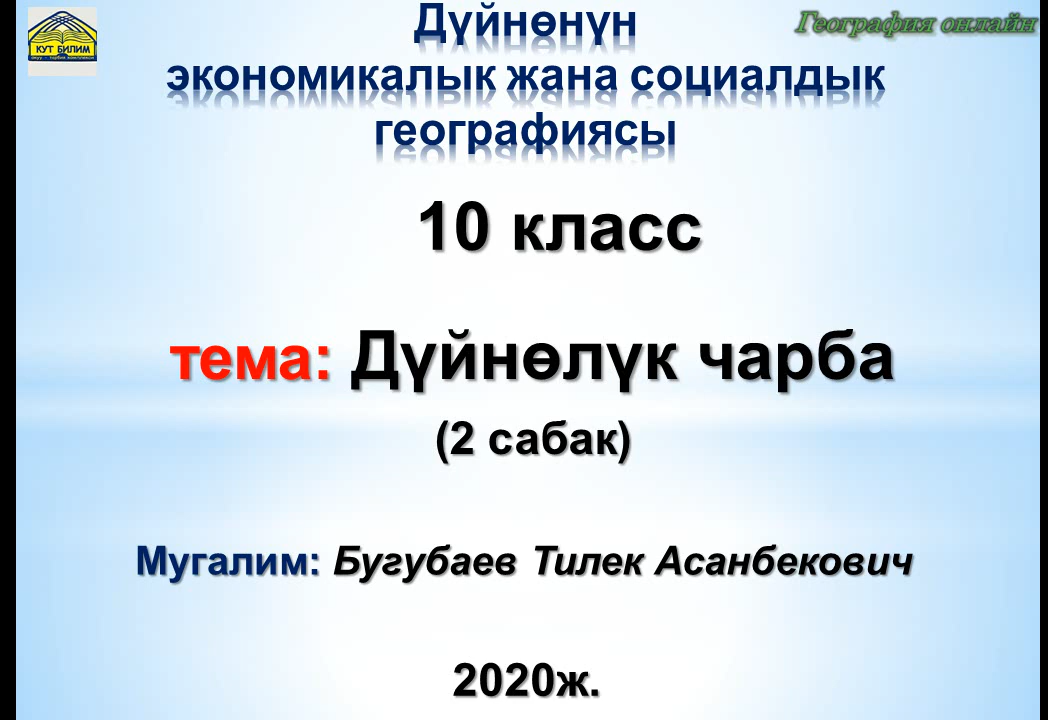 Дүйнөнүн
экономикалык жана социалдык
географиясы
КУТ БИЛИМ
География онлайн
10 класс
тема: Дүйнөлүк чарба
(2 сабак)
Мугалим: Бугубаев Тилек Асанбекович
2020ж.